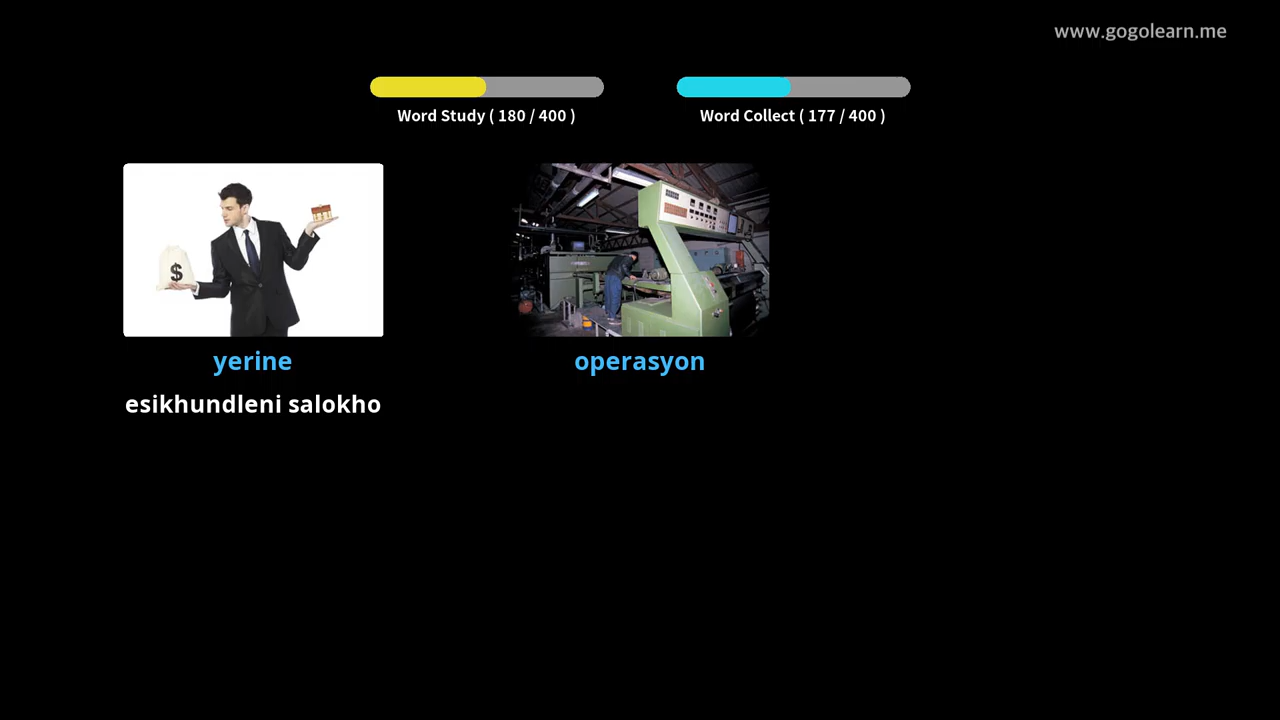 www.gogolearn.me
Word Study ( 180 / 400 )
Word Collect ( 177 / 400 )
$
yerine
operasyon
esikhundleni salokho